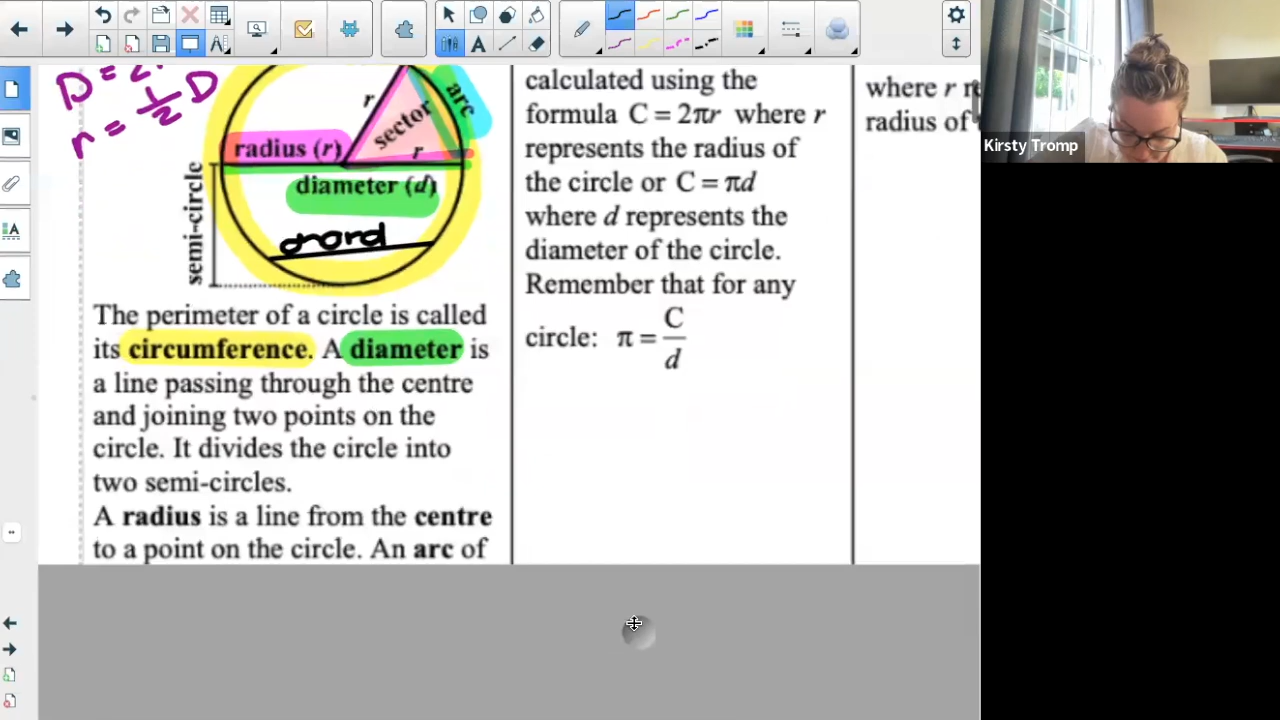 D = 2r
r = 1/2 D
r
arc
sector
radius (r)
r
diameter (d)
semi-circle
chord
The perimeter of a circle is called
its circumference. A diameter is
a line passing through the centre
and joining two points on the
circle. It divides the circle into
two semi-circles.
A radius is a line from the centre
to a point on the circle. An arc of
calculated using the
formula C = 2πr where r
represents the radius of
the circle or C = πd
where d represents the
diameter of the circle.
Remember that for any
circle: π = C/d
where r re
radius of
Kirsty Tromp